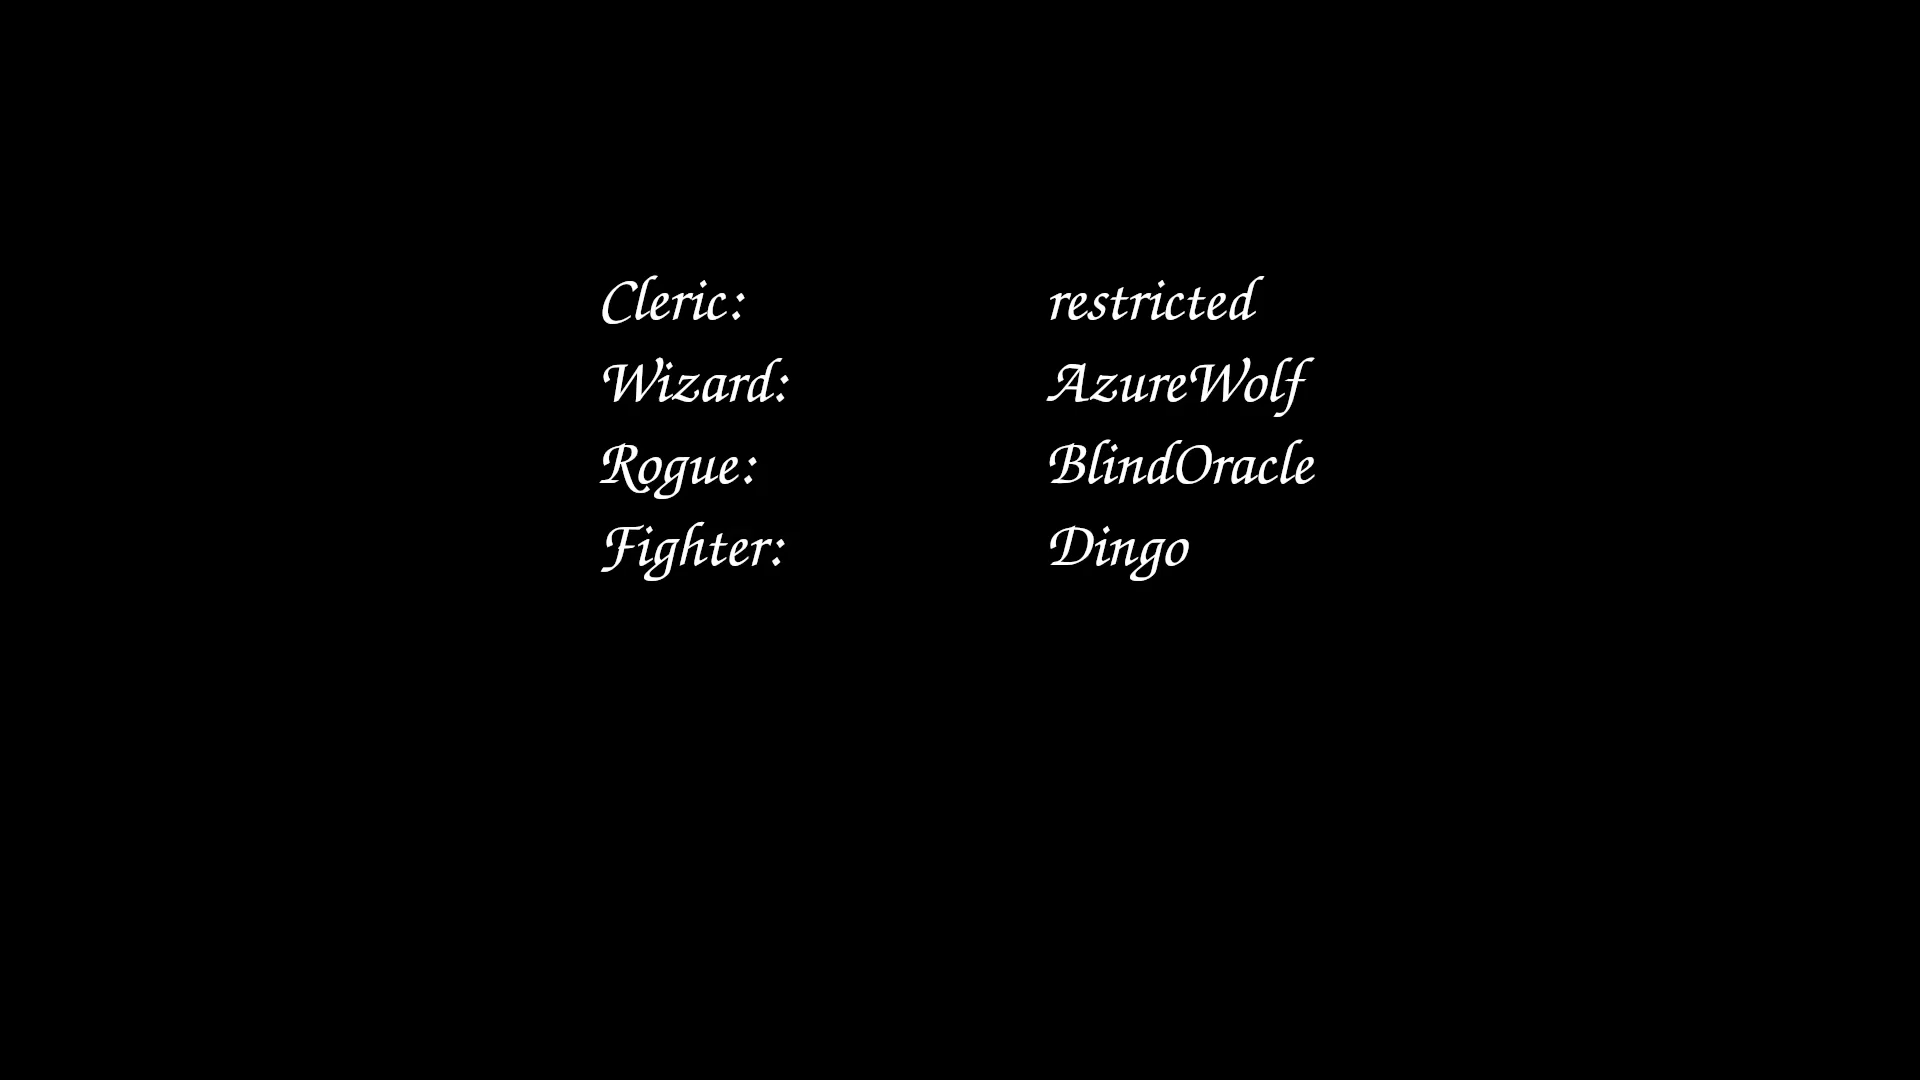 Cleric: restricted
Wizard: AzureWolf
Rogue: BlindOracle
Fighter: Dingo